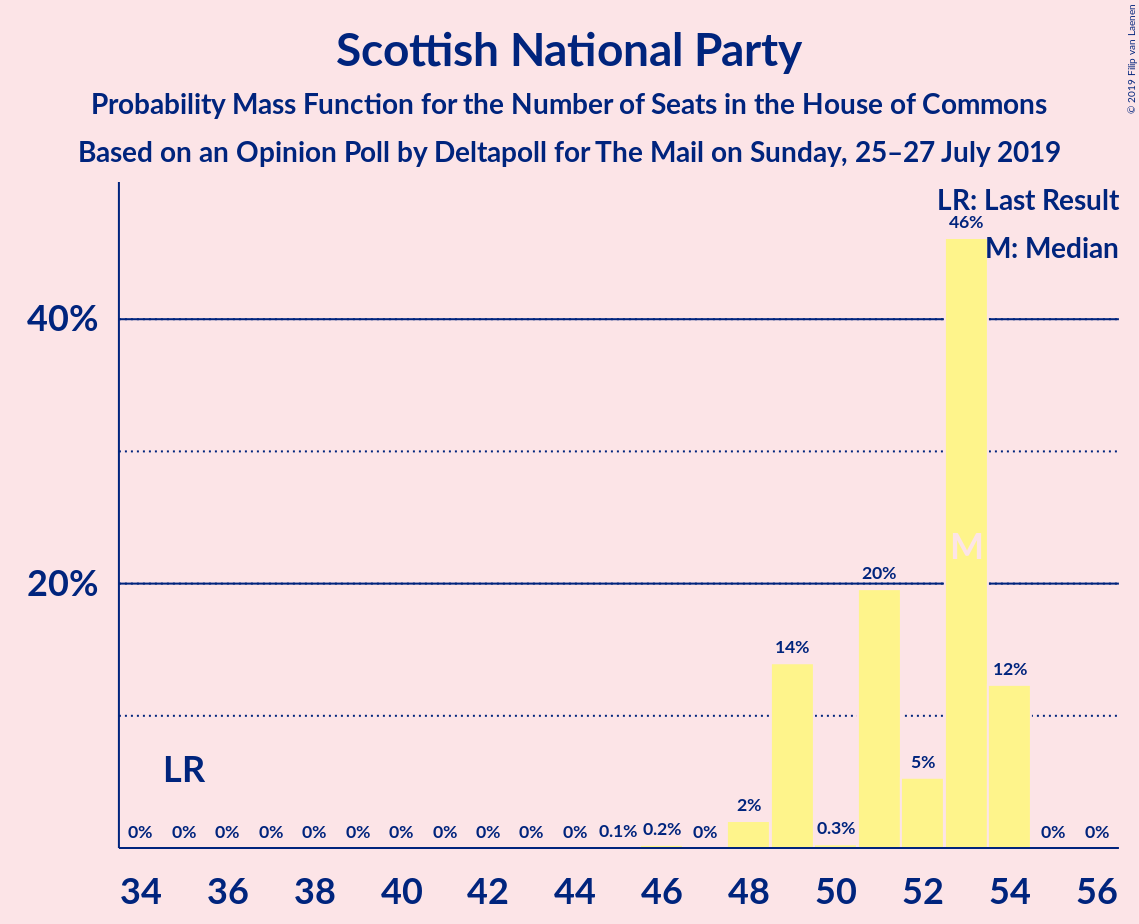 Scottish National Party
Probability Mass Function for the Number of Seats in the House of Commons
Based on an Opinion Poll by Deltapoll for The Mail on Sunday, 25–27 July 2019
© 2019 Filip van Laenen
LR: Last Result
M: Median
46%
40%
M
20%
20%
14%
12%
LR
5%
2%
0% 0% 0% 0% 0% 0% 0% 0% 0% 0% 0% 0.1% 0.2% 0% 0.3% 0% 0%
34 36 38 40 42 44 46 48 50 52 54 56